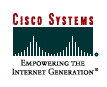 CISCO SYSTEMS
EMPOWERING THE
INTERNET GENERATION